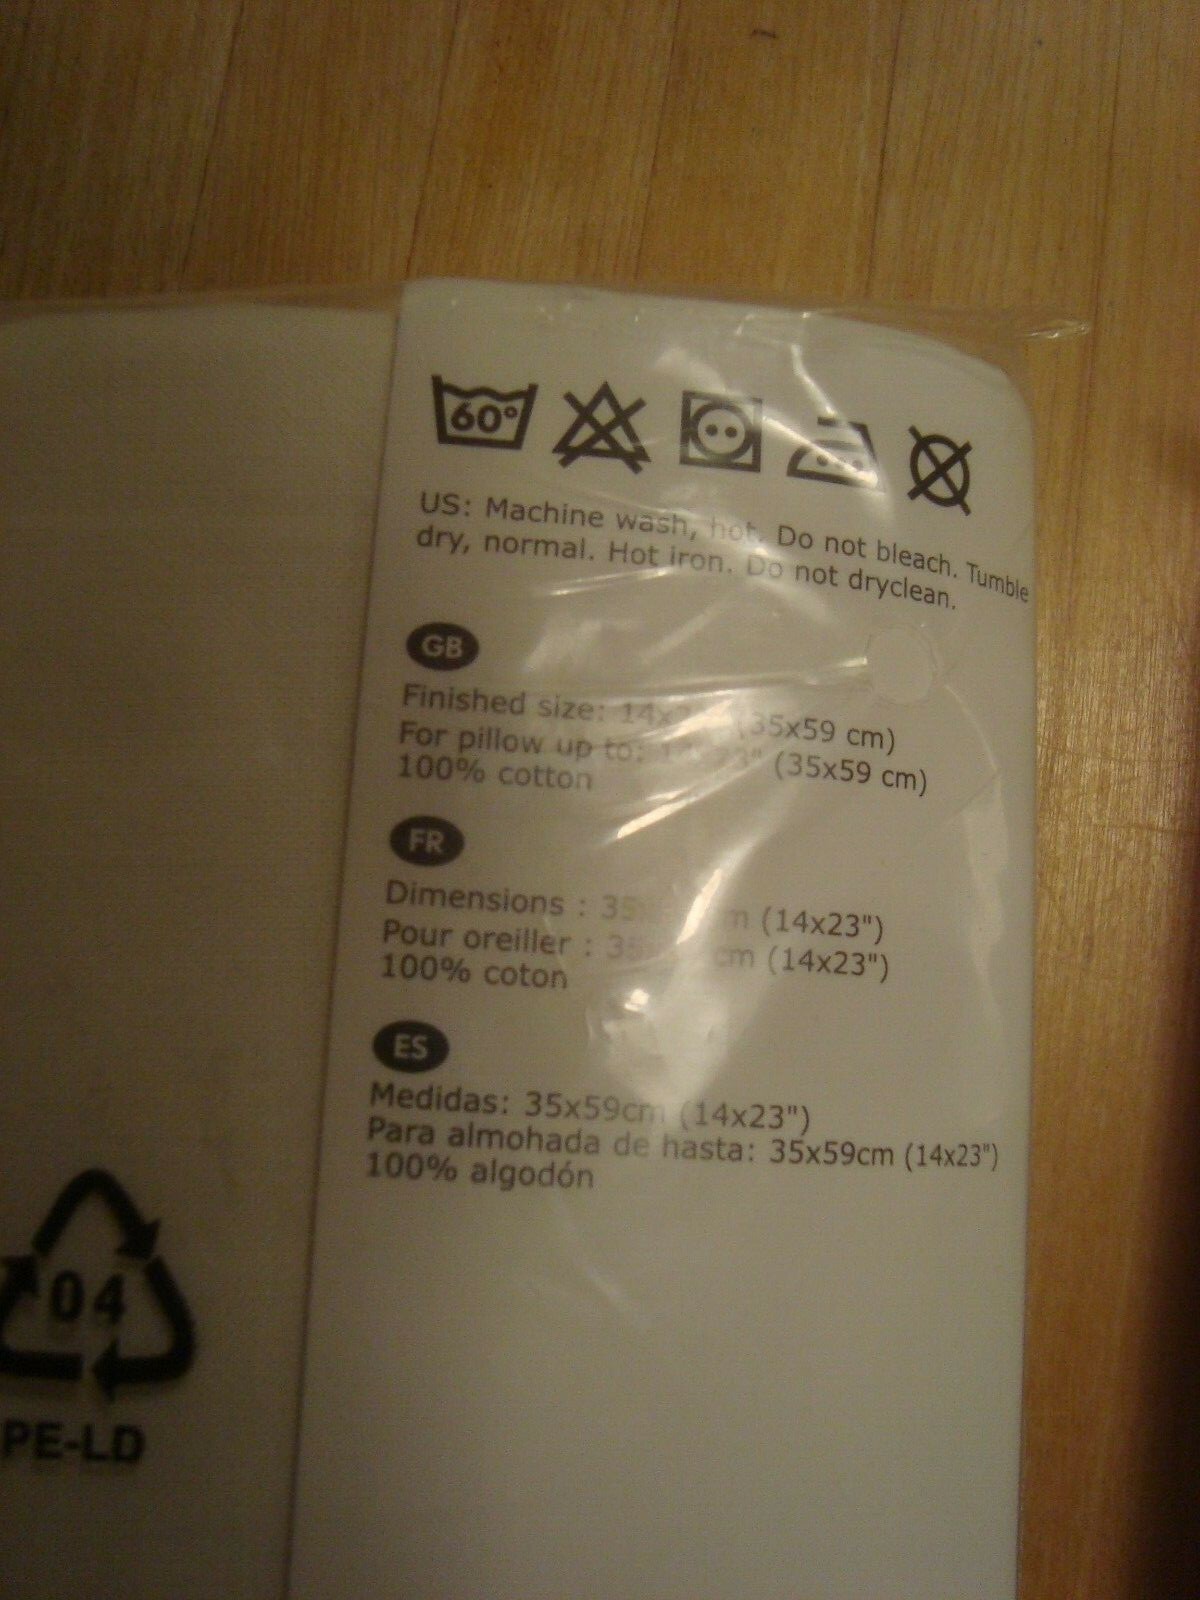 60°
US: Machine wash, hot. Do not bleach. Tumble
dry, normal. Hot iron. Do not dryclean.
GB
Finished size: (35x59 cm)
For pillow up to: (35x59 cm)
100% cotton
FR
Dimensions : (14x23")
Pour oreiller : cm (14x23")
100% coton
ES
Medidas: 35x59cm (14x23")
Para almohada de hasta: 35x59cm (14x23")
100% algodón
04
PE-LD